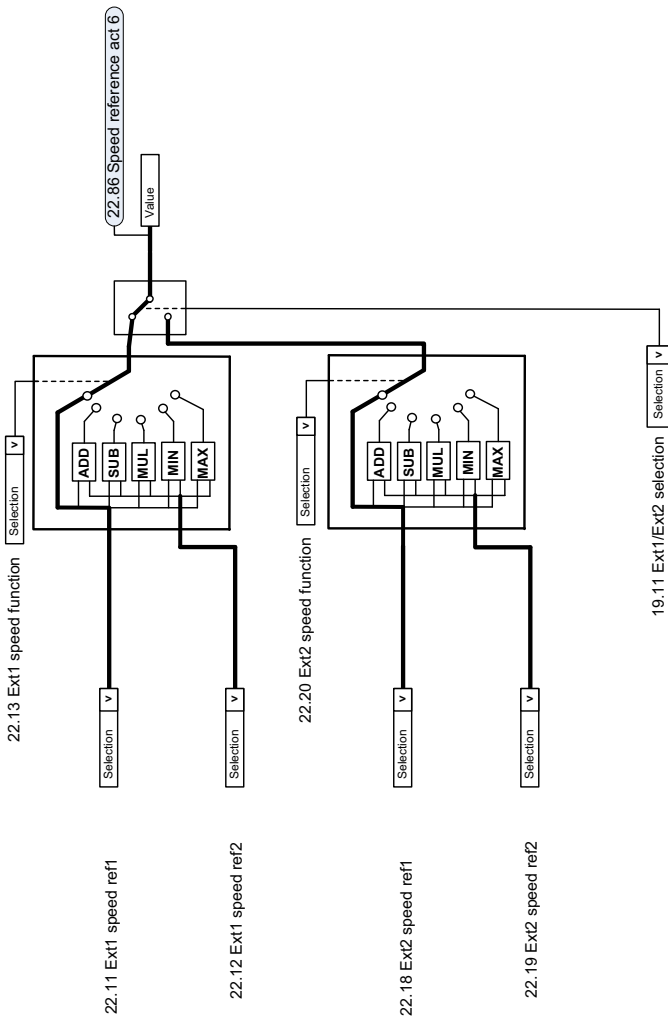 22.86 Speed reference act 6
Value
22.13 Ext1 speed function
Selection v
ADD
SUB
MUL
MIN
MAX
22.11 Ext1 speed ref1
Selection v
22.12 Ext1 speed ref2
Selection v
22.20 Ext2 speed function
Selection v
ADD
SUB
MUL
MIN
MAX
22.18 Ext2 speed ref1
Selection v
22.19 Ext2 speed ref2
Selection v
19.11 Ext1/Ext2 selection
Selection v